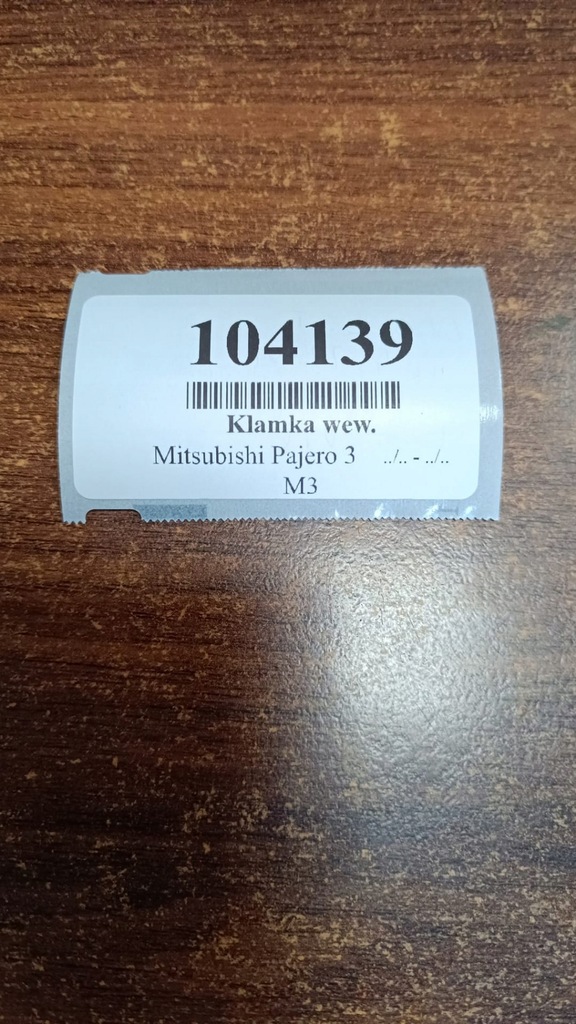 104139
Klamka wew.
Mitsubishi Pajero 3 ../.. - ../..
M3